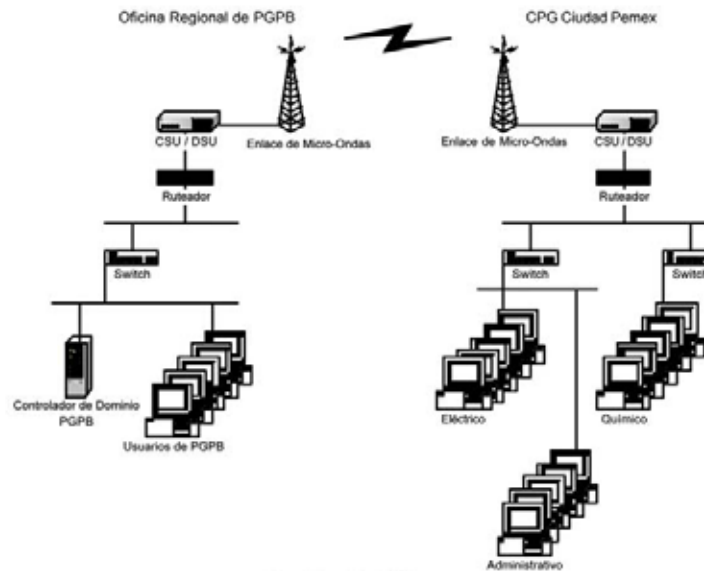 Oficina Regional de PGPB
CPG Ciudad Pemex
CSU / DSU
Enlace de Micro-Ondas
Enlace de Micro-Ondas
CSU / DSU
Ruteador
Ruteador
Switch
Switch
Switch
Controlador de Dominio
PGPB
Usuarios de PGPB
Eléctrico
Químico
Administrativo